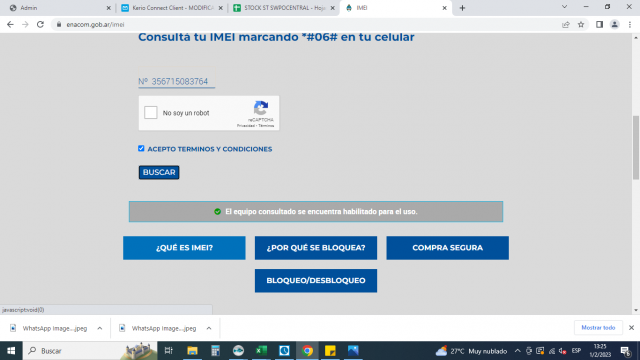 Admin
Kerio Connect Client - MODIFICA
STOCK ST SWPDCENTRAL - Hoja
IMEI
enacom.gob.ar/imei
Consultá tu IMEI marcando *#06# en tu celular
Nº 356715083764
No soy un robot
reCAPTCHA
Privacidad - Términos
ACEPTO TERMINOS Y CONDICIONES
BUSCAR
El equipo consultado se encuentra habilitado para el uso.
¿QUÉ ES IMEI?
¿POR QUÉ SE BLOQUEA?
COMPRA SEGURA
BLOQUEO/DESBLOQUEO
javascript:void(0)
WhatsApp Image....jpeg
WhatsApp Image....jpeg
Mostrar todo
Buscar
27°C Muy nublado
ESP
13:25
1/2/2023